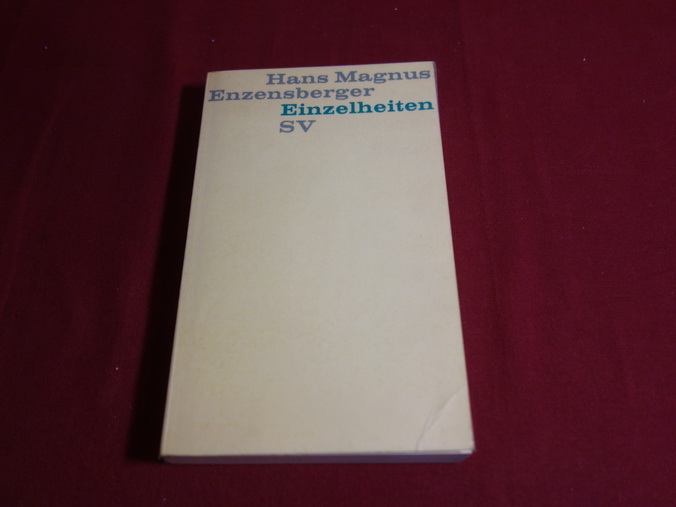 Hans Magnus
Enzensberger
Einzelheiten
SV